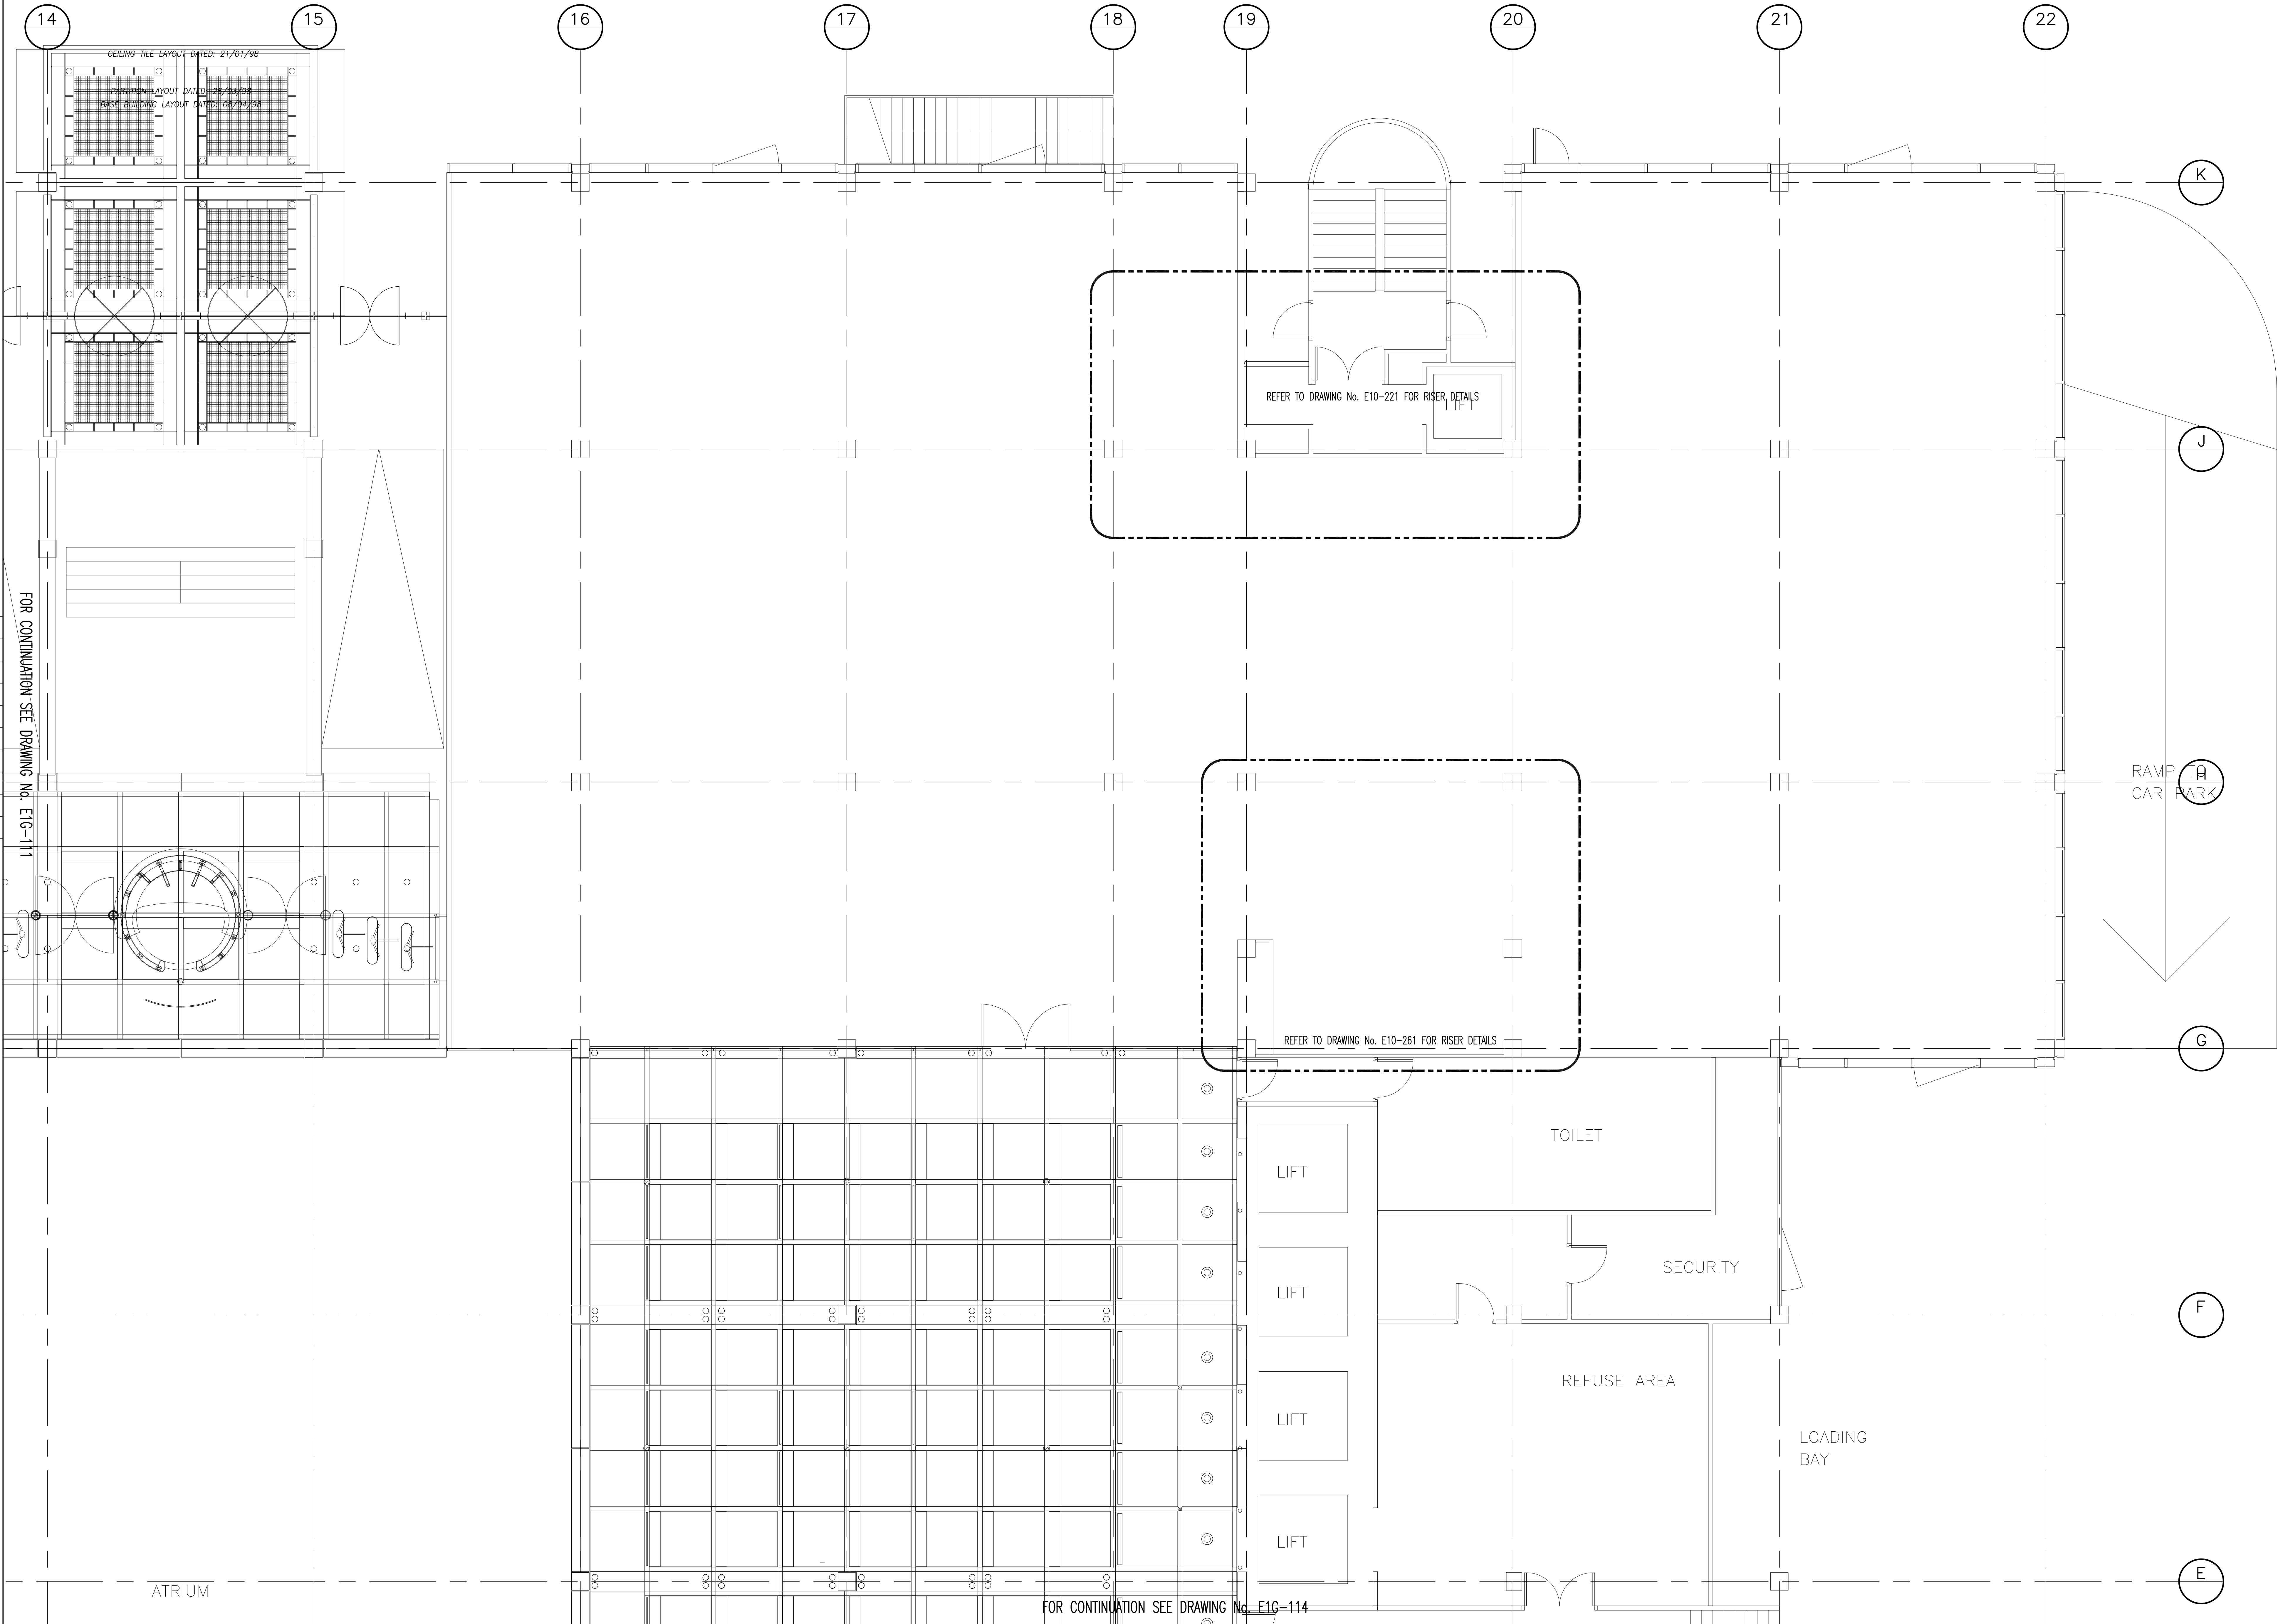 14
15
16
17
18
19
20
21
22
CEILING TILE LAYOUT DATED: 21/01/98
PARTITION LAYOUT DATED: 26/03/98
BASE BUILDING LAYOUT DATED: 08/04/98
K
REFER TO DRAWING No. E10-221 FOR RISER DETAILS
LIFT
J
FOR CONTINUATION SEE DRAWING No. E1G-111
RAMP TO
CAR PARK
H
REFER TO DRAWING No. E10-261 FOR RISER DETAILS
G
TOILET
LIFT
SECURITY
LIFT
F
REFUSE AREA
LIFT
LOADING
BAY
LIFT
E
ATRIUM
FOR CONTINUATION SEE DRAWING No. E1G-114